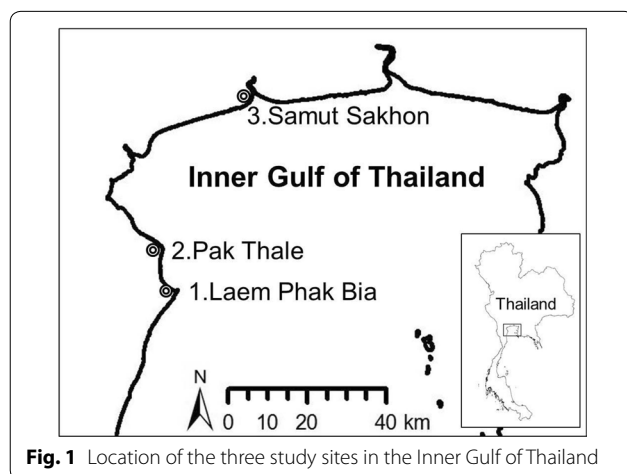 3.Samut Sakhon
Inner Gulf of Thailand
2.Pak Thale
1.Laem Phak Bia
Thailand
N
0 10 20 40 km
Fig. 1 Location of the three study sites in the Inner Gulf of Thailand